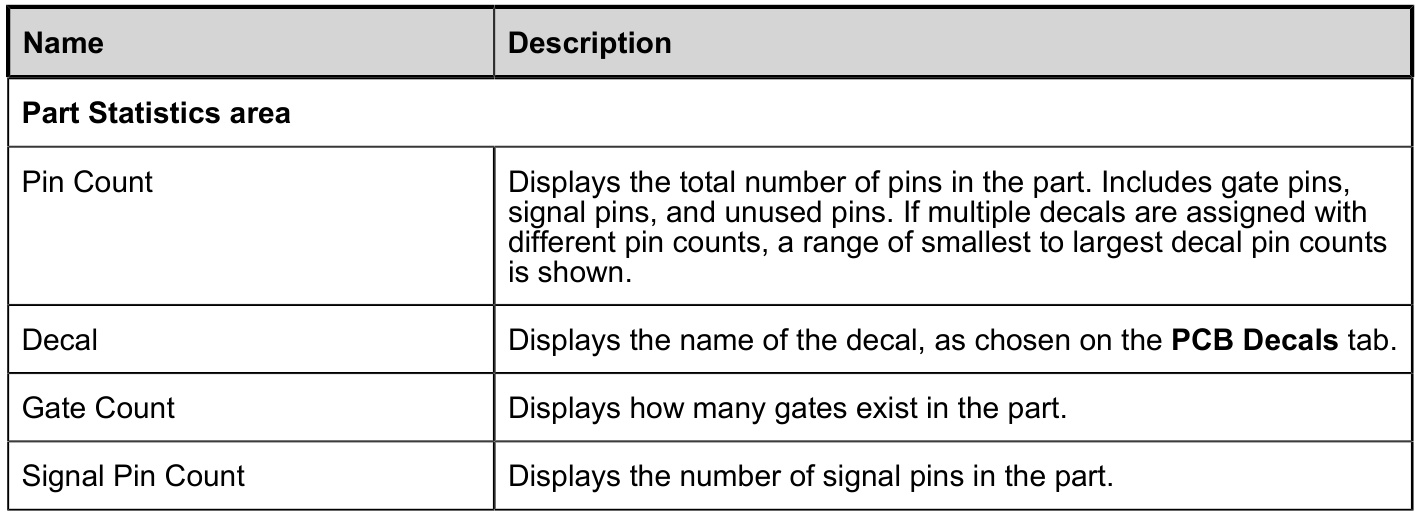 Name
Description
Part Statistics area
Pin Count
Displays the total number of pins in the part. Includes gate pins,
signal pins, and unused pins. If multiple decals are assigned with
different pin counts, a range of smallest to largest decal pin counts
is shown.
Decal
Displays the name of the decal, as chosen on the PCB Decals tab.
Gate Count
Displays how many gates exist in the part.
Signal Pin Count
Displays the number of signal pins in the part.